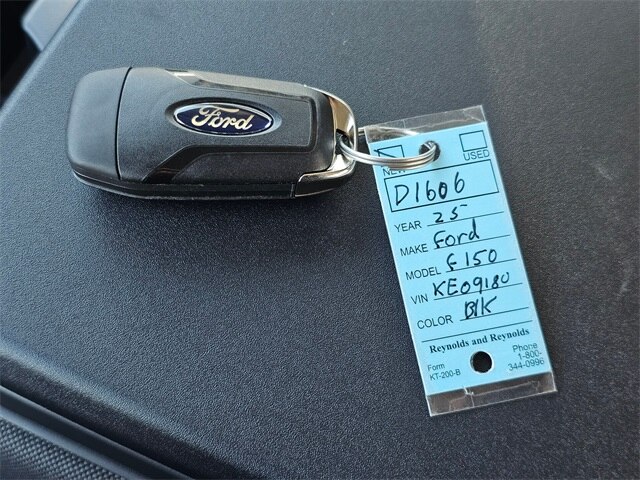 Ford
NEW USED
D1606
YEAR 25
MAKE Ford
MODEL F150
VIN KE09180
COLOR Blk
Reynolds and Reynolds
Form
KT-200-B
Phone
1-800-
344-0996